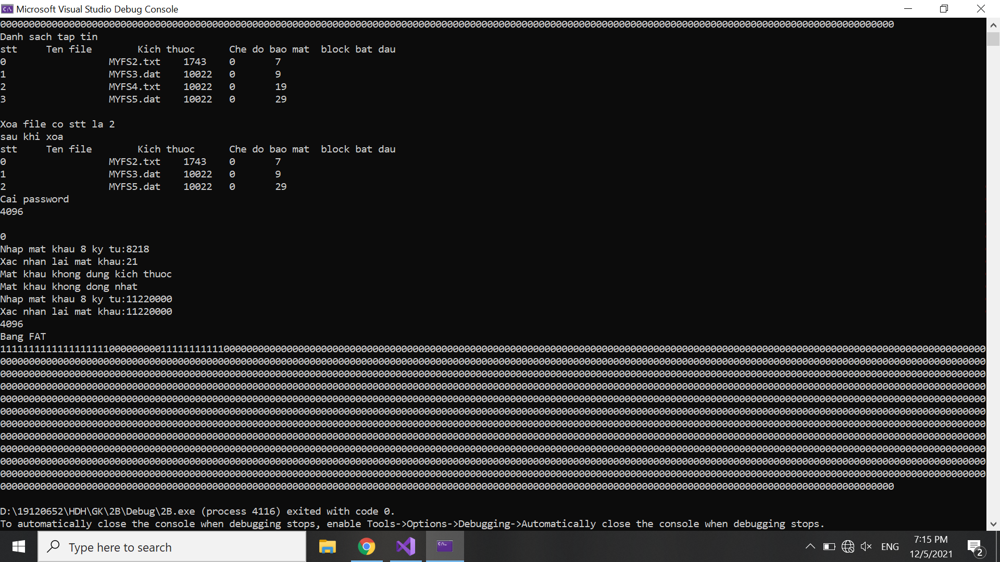 Microsoft Visual Studio Debug Console
000000000000000000000000000000000000000000000000000000000000000000000000000000000000000000000000000000000000000000000000000000000000000000000000000000000000
Danh sach tap tin
stt Ten file Kich thuoc Che do bao mat block bat dau
0 MYFS2.txt 1743 0 7
1 MYFS3.dat 10022 0 9
2 MYFS4.txt 10022 0 19
3 MYFS5.dat 10022 0 29
Xoa file co stt la 2
sau khi xoa
stt Ten file Kich thuoc Che do bao mat block bat dau
0 MYFS2.txt 1743 0 7
1 MYFS3.dat 10022 0 9
2 MYFS5.dat 10022 0 29
Cai password
4096
0
Nhap mat khau 8 ky tu:8218
Xac nhan lai mat khau:21
Mat khau khong dung kich thuoc
Mat khau khong dong nhat
Nhap mat khau 8 ky tu:11220000
Xac nhan lai mat khau:11220000
4096
Bang FAT
1111111111111111111000000000111111111110000000000000000000000000000000000000000000000000000000000000000000000000000000000000000000000000000000000000000000000000000000000000
0000000000000000000000000000000000000000000000000000000000000000000000000000000000000000000000000000000000000000000000000000000000000000000000000000000000000000000000000000
0000000000000000000000000000000000000000000000000000000000000000000000000000000000000000000000000000000000000000000000000000000000000000000000000000000000000000000000000000
0000000000000000000000000000000000000000000000000000000000000000000000000000000000000000000000000000000000000000000000000000000000000000000000000000000000000000000000000000
0000000000000000000000000000000000000000000000000000000000000000000000000000000000000000000000000000000000000000000000000000000000000000000000000000000000000000000000000000
0000000000000000000000000000000000000000000000000000000000000000000000000000000000000000000000000000000000000000000000000000000000000000000000000000000000000000000000000000
0000000000000000000000000000000000000000000000000000000000000000000000000000000000000000000000000000000000000000000000000000000000000000000000000000000000000000000000000000
0000000000000000000000000000000000000000000000000000000000000000000000000000000000000000000000000000000000000000000000000000000000000000000000000000000000000000000000000000
0000000000000000000000000000000000000000000000000000000000000000000000000000000000000000000000000000000000000000000000000000000000000000000000000000000000000000000000000000
0000000000000000000000000000000000000000000000000000000000000000000000000000000000000000000000000000000000000000000000000000000000000000000000000000000000000000000000000000
0000000000000000000000000000000000000000000000000000000000000000000000000000000000000000000000000000000000000000000000000000000000000000000000000000000000000000000000000000
000000000000000000000000000000000000000000000000000000000000000000000000000000000000000000000000000000000000000000000000000000000000000000000000000000000000
D:\19120652\HDH\GK\2B\Debug\2B.exe (process 4116) exited with code 0.
To automatically close the console when debugging stops, enable Tools->Options->Debugging->Automatically close the console when debugging stops.
Type here to search
ENG
7:15 PM
12/5/2021
2